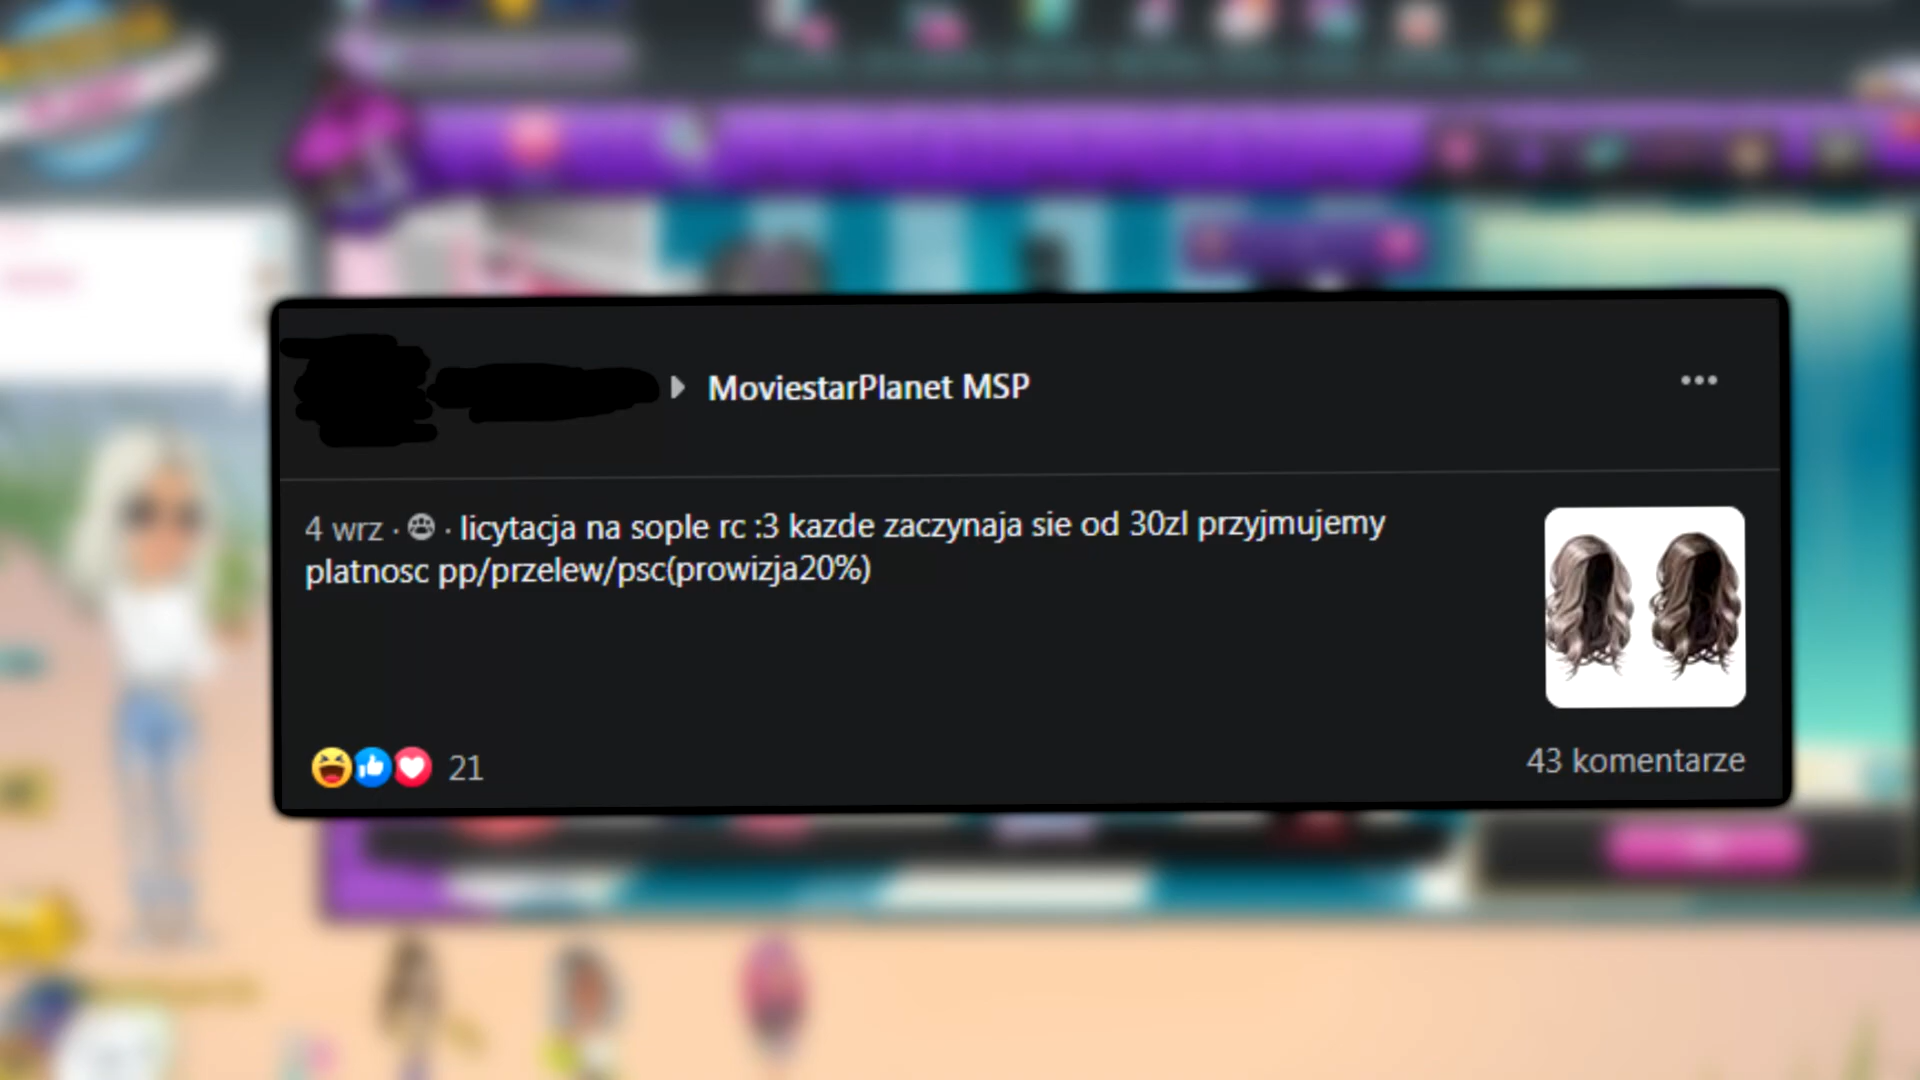 MoviestarPlanet MSP
4 wrz · · licytacja na sople rc :3 kazde zaczynaja sie od 30zl przyjmujemy
platnosc pp/przelew/psc(prowizja20%)
21
43 komentarze